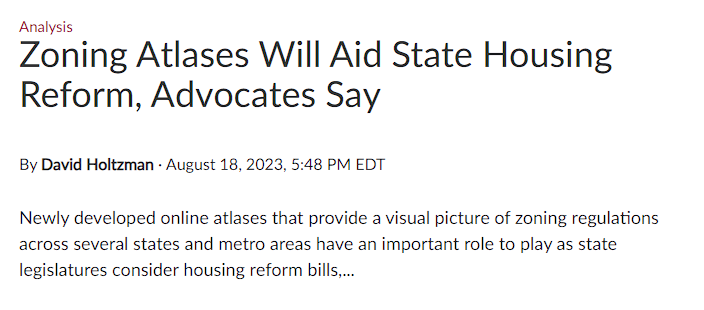 Analysis
Zoning Atlases Will Aid State Housing
Reform, Advocates Say
By David Holtzman · August 18, 2023, 5:48 PM EDT
Newly developed online atlases that provide a visual picture of zoning regulations
across several states and metro areas have an important role to play as state
legislatures consider housing reform bills,...